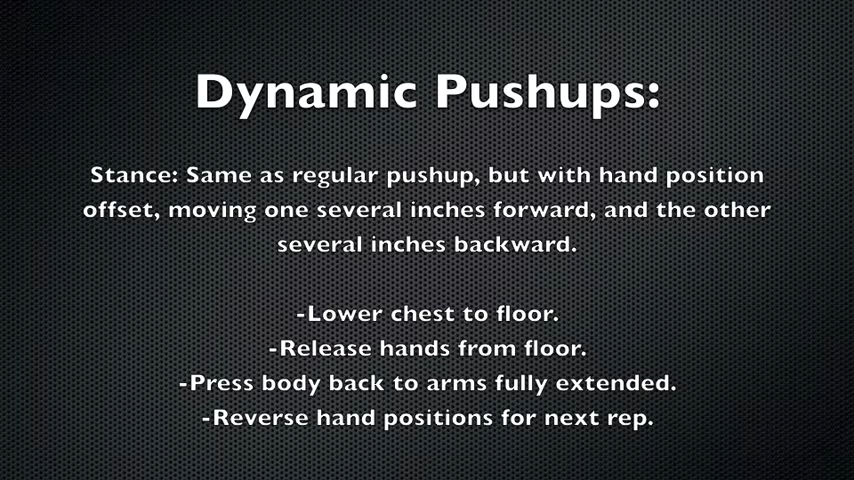 Dynamic Pushups:
Stance: Same as regular pushup, but with hand position
offset, moving one several inches forward, and the other
several inches backward.
-Lower chest to floor.
-Release hands from floor.
-Press body back to arms fully extended.
-Reverse hand positions for next rep.